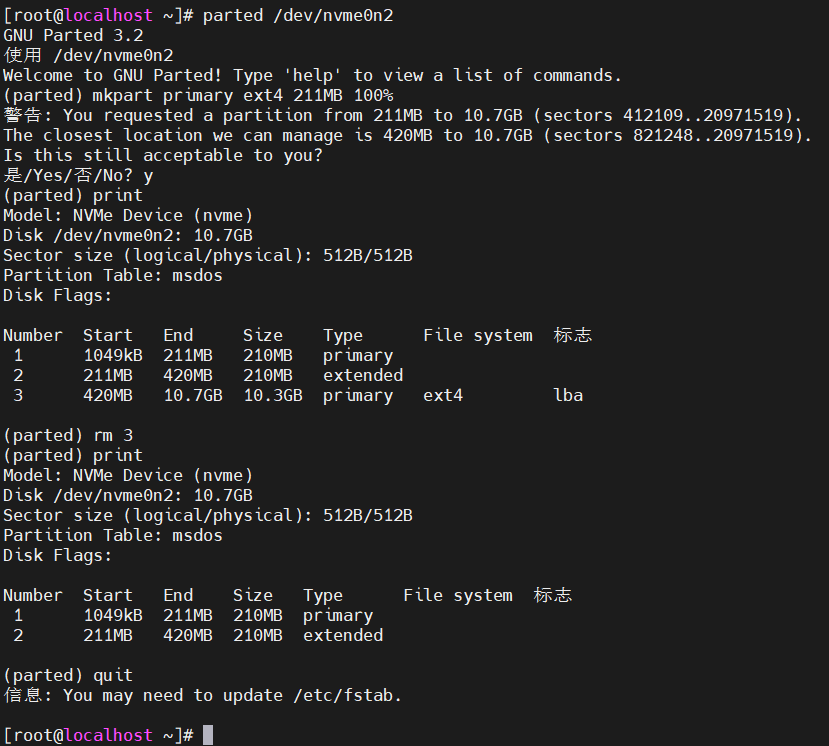 [root@localhost ~]# parted /dev/nvme0n2
GNU Parted 3.2
使用 /dev/nvme0n2
Welcome to GNU Parted! Type 'help' to view a list of commands.
(parted) mkpart primary ext4 211MB 100%
警告: You requested a partition from 211MB to 10.7GB (sectors 412109..20971519).
The closest location we can manage is 420MB to 10.7GB (sectors 821248..20971519).
Is this still acceptable to you?
是/Yes/否/No? y
(parted) print
Model: NVMe Device (nvme)
Disk /dev/nvme0n2: 10.7GB
Sector size (logical/physical): 512B/512B
Partition Table: msdos
Disk Flags:
Number  Start   End     Size    Type      File system  标志
 1      1049kB  211MB   210MB   primary
 2      211MB   420MB   210MB   extended
 3      420MB   10.7GB  10.3GB  primary   ext4         lba
(parted) rm 3
(parted) print
Model: NVMe Device (nvme)
Disk /dev/nvme0n2: 10.7GB
Sector size (logical/physical): 512B/512B
Partition Table: msdos
Disk Flags:
Number  Start   End    Size   Type      File system  标志
 1      1049kB  211MB  210MB  primary
 2      211MB   420MB  210MB  extended
(parted) quit
信息: You may need to update /etc/fstab.
[root@localhost ~]#